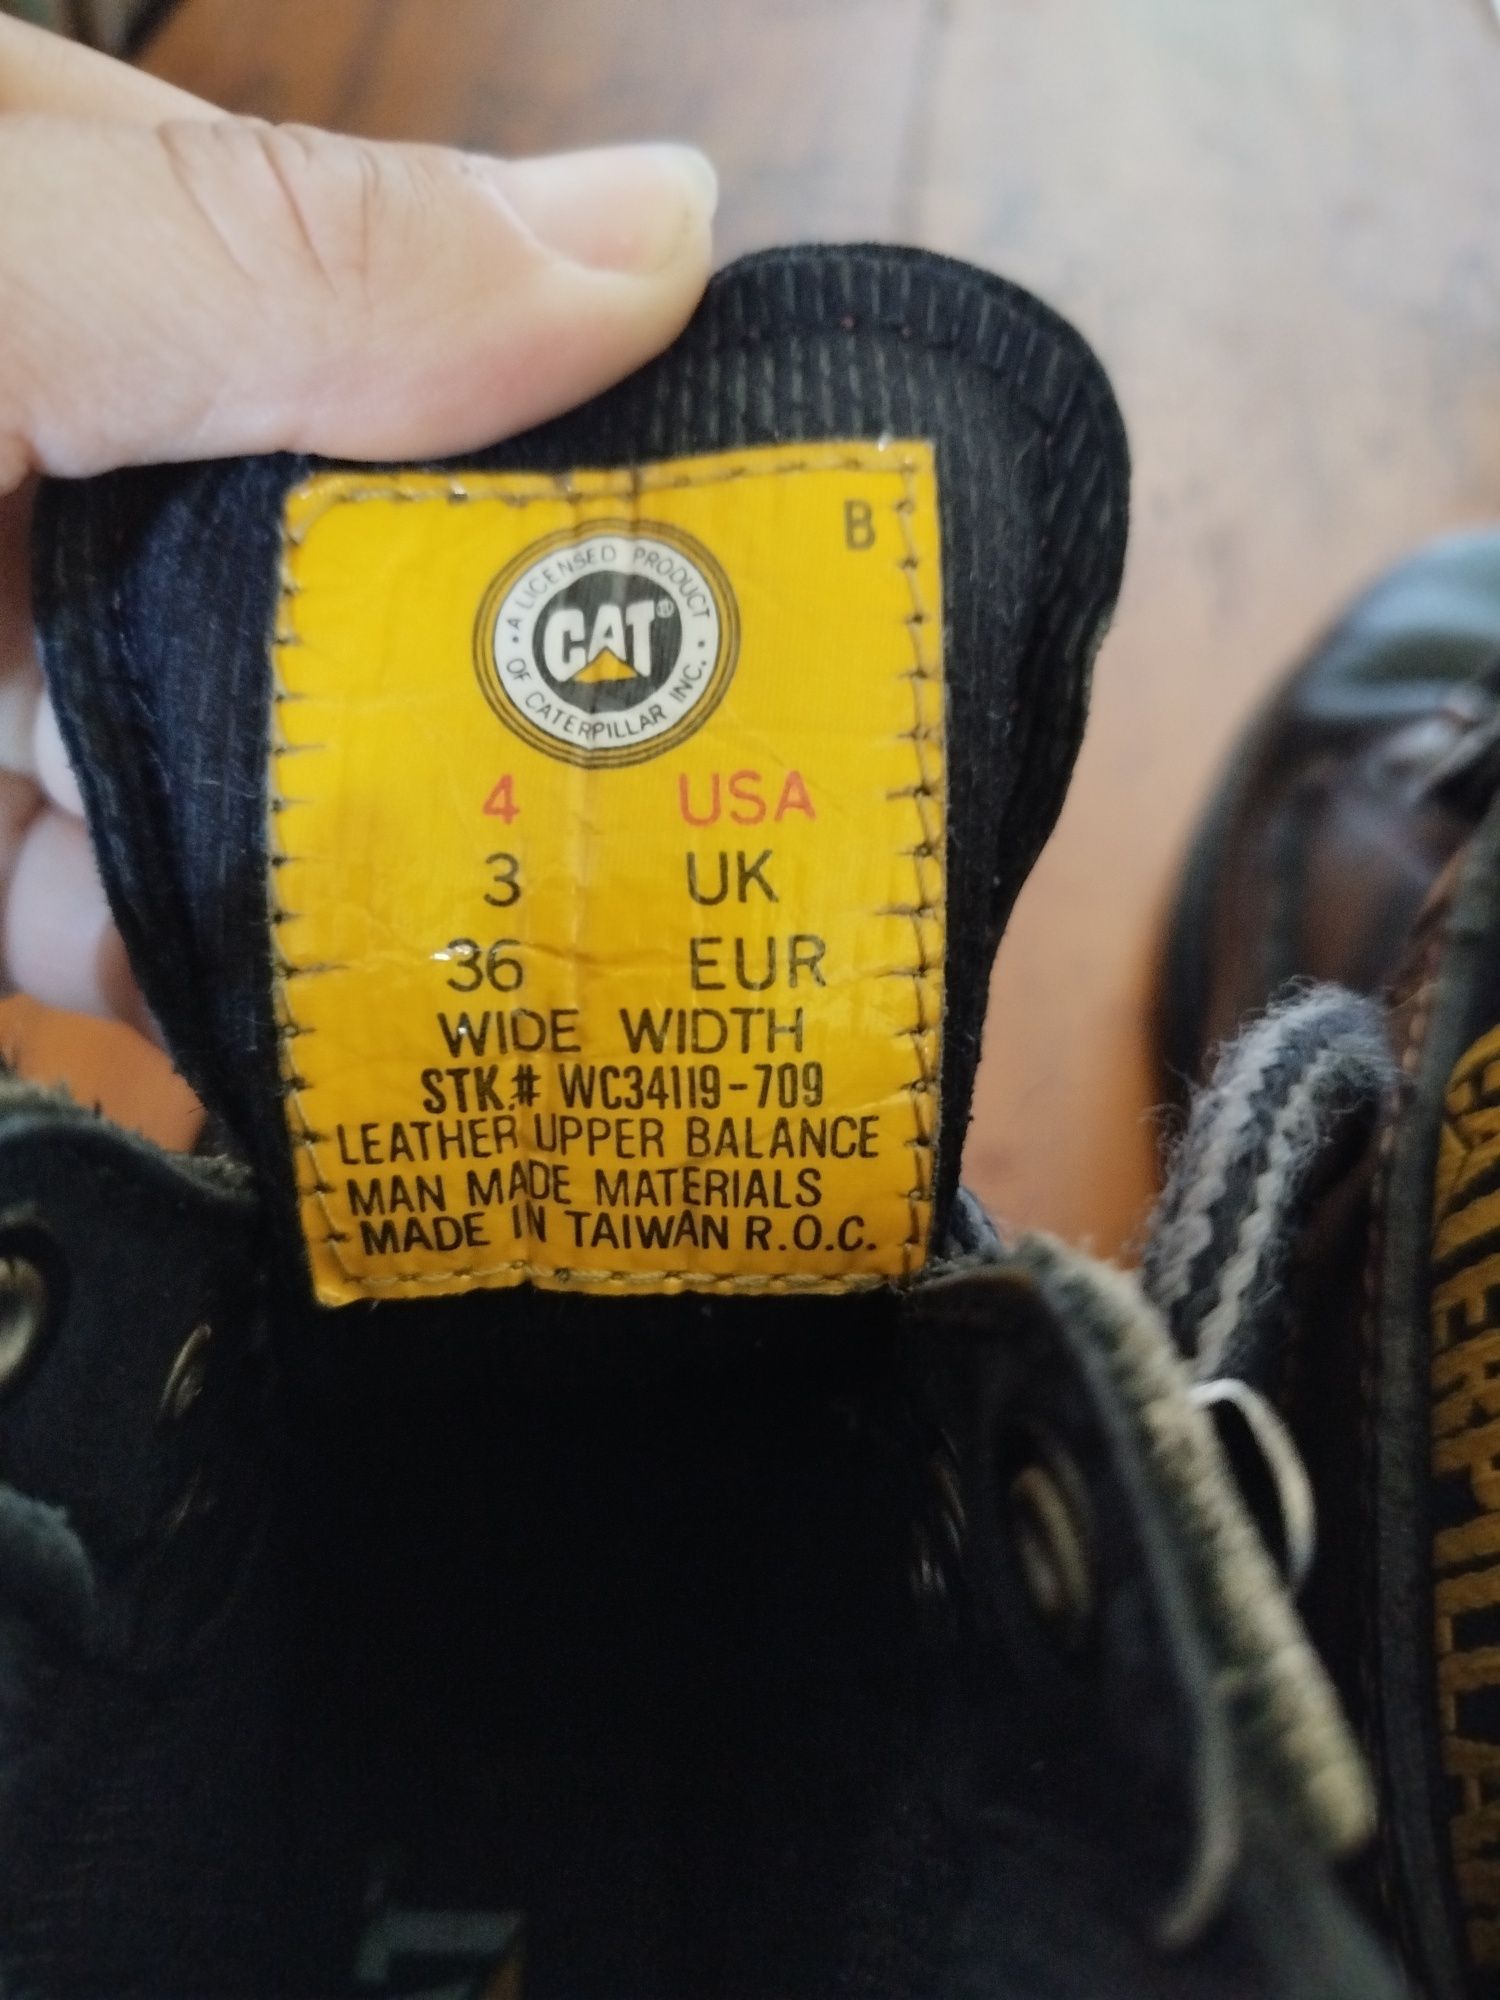 B
A LICENSED PRODUCT
CAT®
OF CATERPILLAR INC.
4 USA
3 UK
36 EUR
WIDE WIDTH
STK.# WC34119-709
LEATHER UPPER BALANCE
MAN MADE MATERIALS
MADE IN TAIWAN R.O.C.
CATERPILLAR